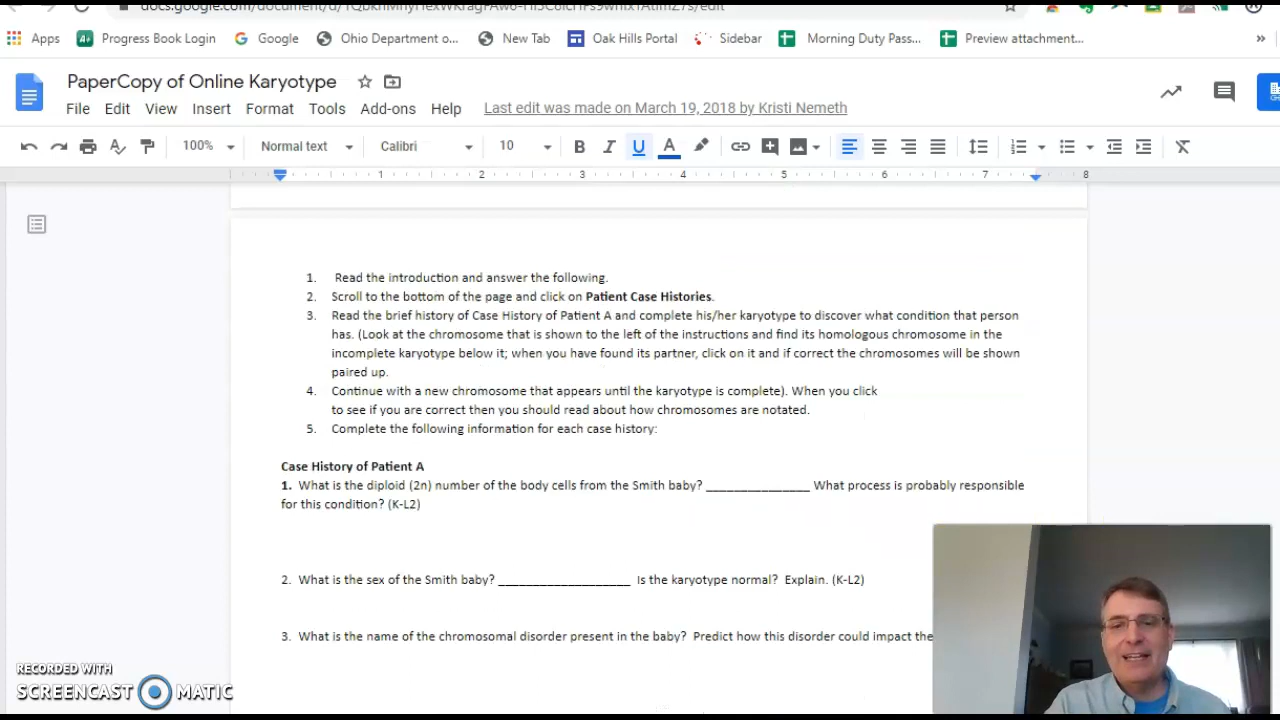 Apps Progress Book Login Google Ohio Department o... New Tab Oak Hills Portal Sidebar Morning Duty Pass... Preview attachment... »
PaperCopy of Online Karyotype
File Edit View Insert Format Tools Add-ons Help Last edit was made on March 19, 2018 by Kristi Nemeth
100% Normal text Calibri 10 B I U A
1 2 3 4 5 6 7 8
1. Read the introduction and answer the following.
2. Scroll to the bottom of the page and click on Patient Case Histories.
3. Read the brief history of Case History of Patient A and complete his/her karyotype to discover what condition that person
has. (Look at the chromosome that is shown to the left of the instructions and find its homologous chromosome in the
incomplete karyotype below it; when you have found its partner, click on it and if correct the chromosomes will be shown
paired up.
4. Continue with a new chromosome that appears until the karyotype is complete). When you click
to see if you are correct then you should read about how chromosomes are notated.
5. Complete the following information for each case history:
Case History of Patient A
1. What is the diploid (2n) number of the body cells from the Smith baby? _______________ What process is probably responsible
for this condition? (K-L2)
2. What is the sex of the Smith baby? ___________________ Is the karyotype normal? Explain. (K-L2)
3. What is the name of the chromosomal disorder present in the baby? Predict how this disorder could impact the
RECORDED WITH
SCREENCAST MATIC